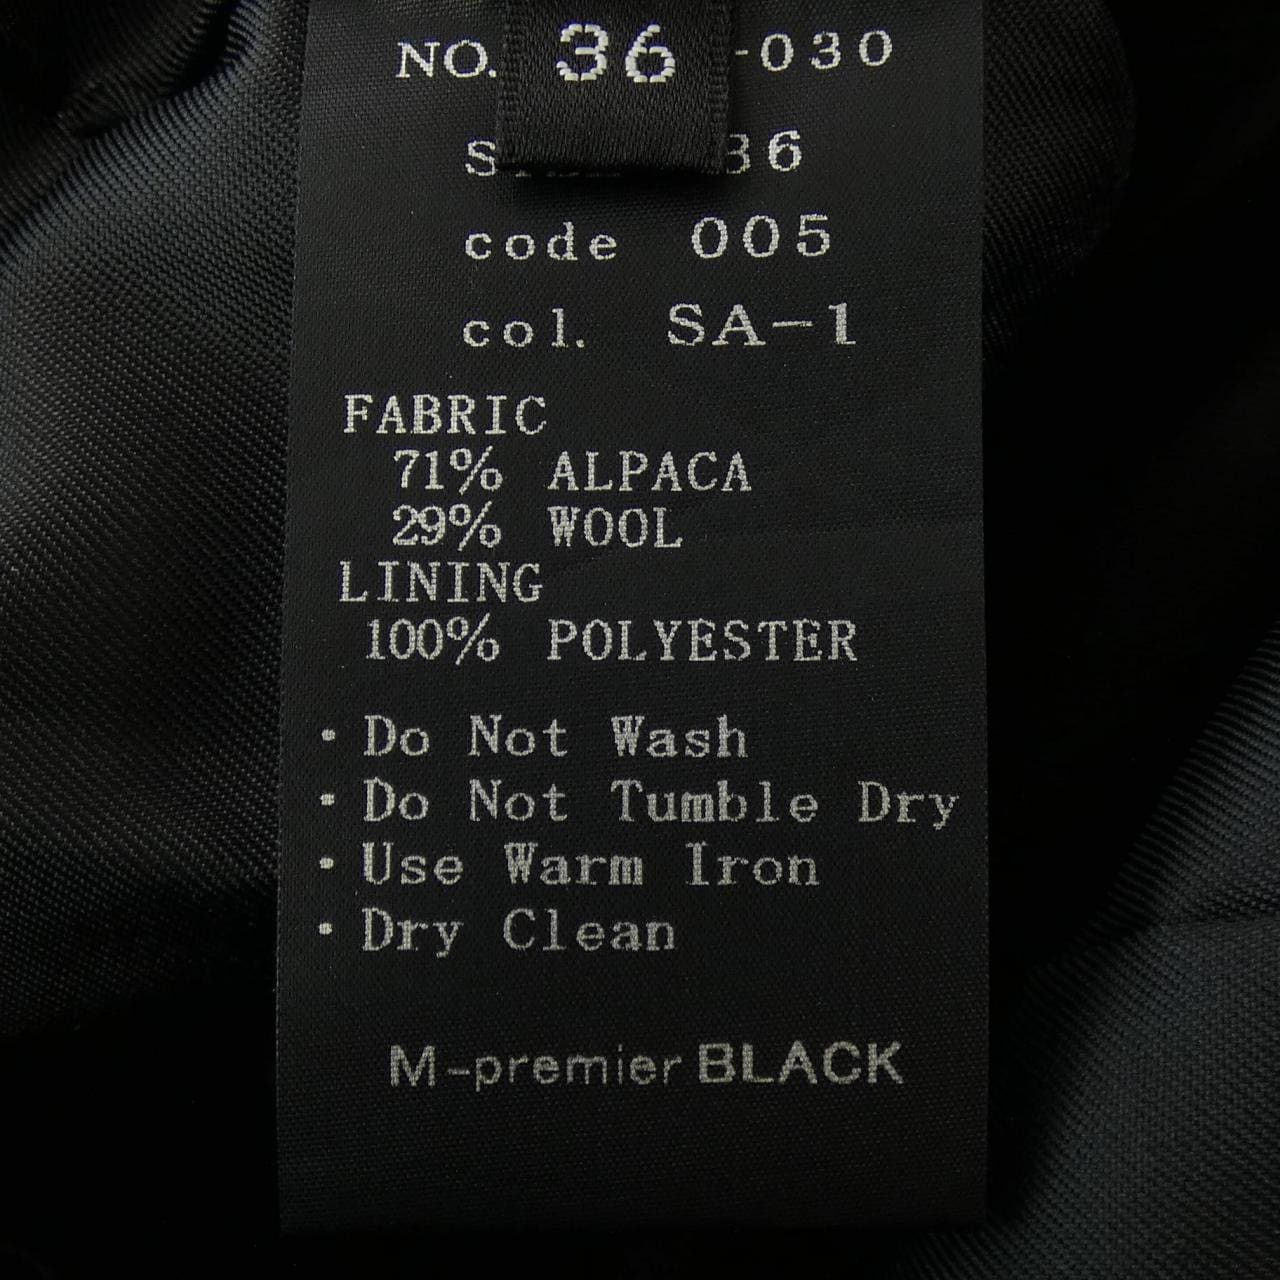 NO. -030
36
36
code 005
col. SA-1
FABRIC
71% ALPACA
29% WOOL
LINING
100% POLYESTER
・Do Not Wash
・Do Not Tumble Dry
・Use Warm Iron
・Dry Clean
M-premier BLACK